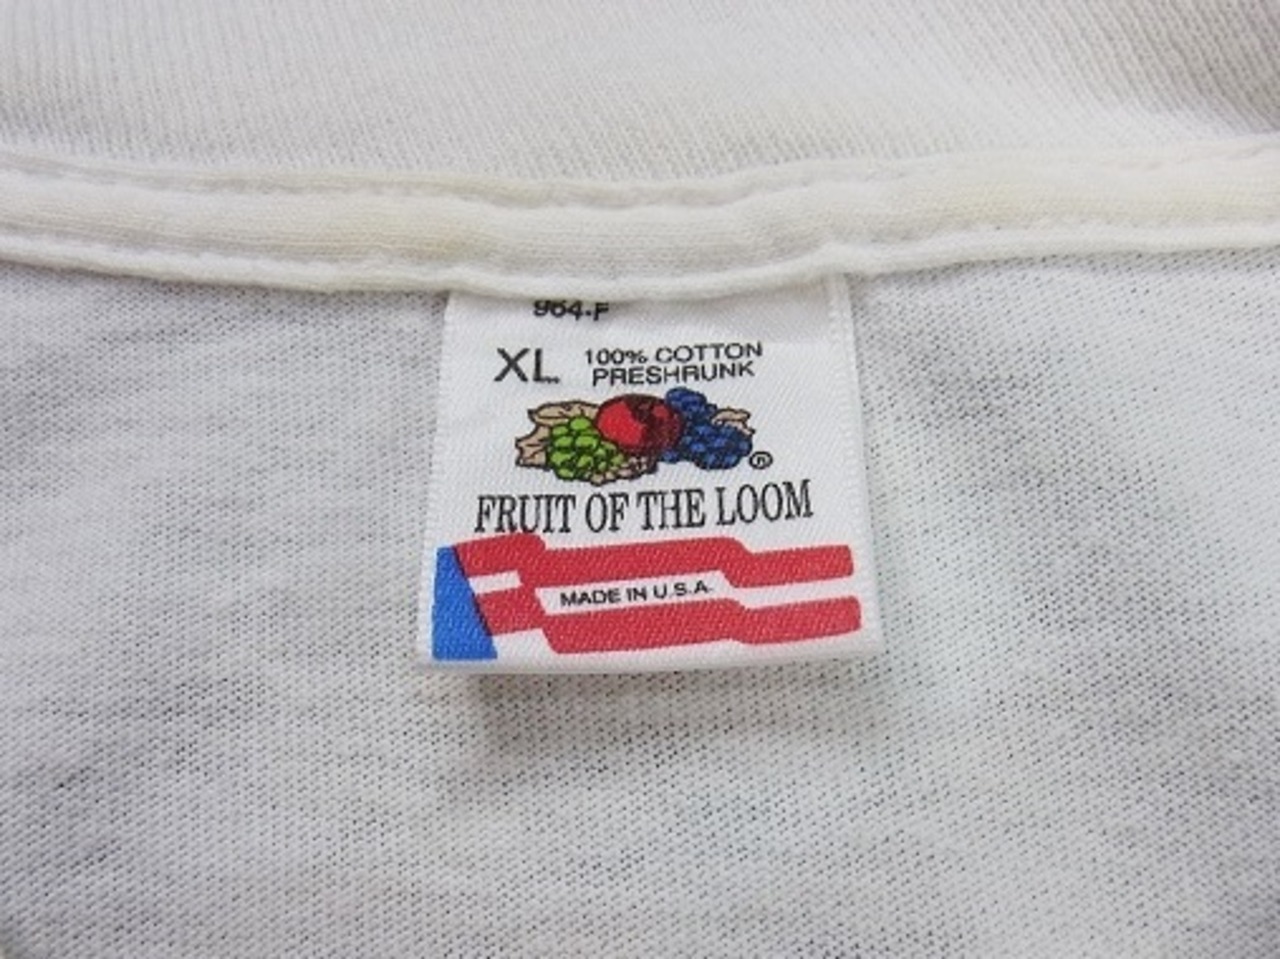 964-F
XL 100% COTTON
PRESHRUNK
®
FRUIT OF THE LOOM
MADE IN U.S.A.